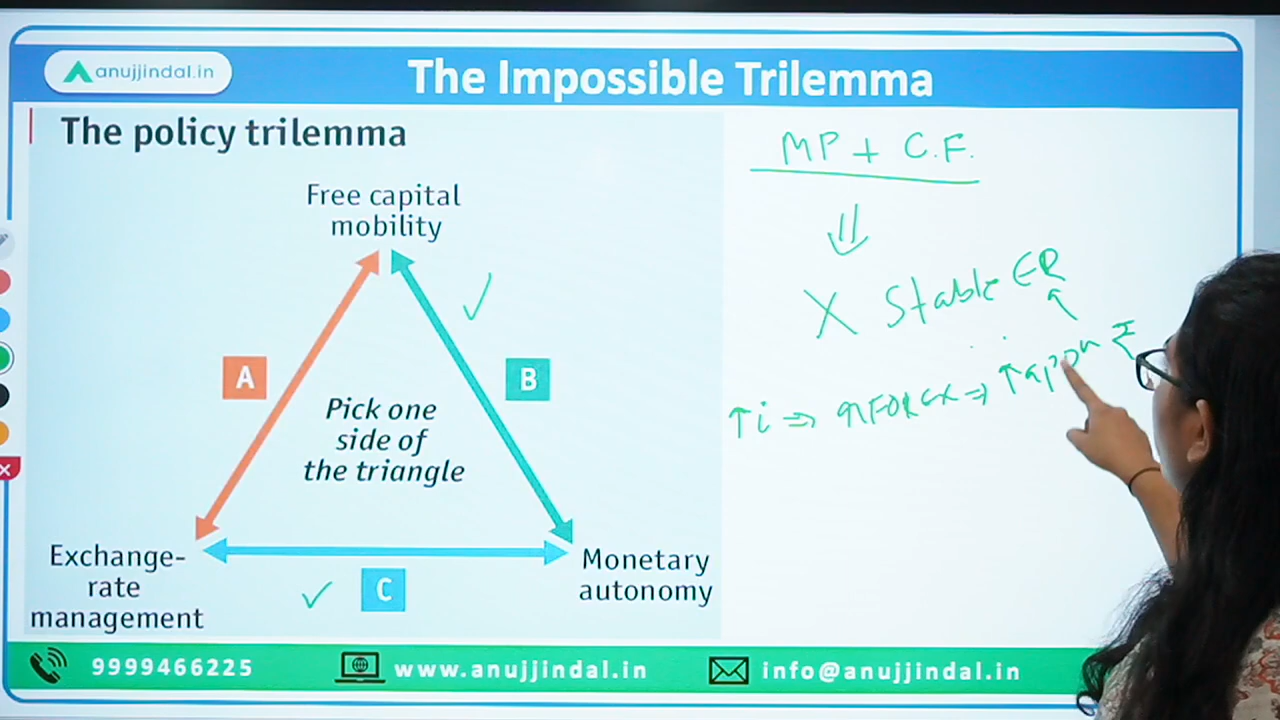 anujjindal.in
The Impossible Trilemma
The policy trilemma
Free capital
mobility
A
B
Pick one
side of
the triangle
Exchange-
rate
management
C
Monetary
autonomy
MP + C.F.
X Stable ER
↑i ⇒ ↑FOREX ⇒ ↑appn ₹
9999466225
www.anujjindal.in
info@anujjindal.in